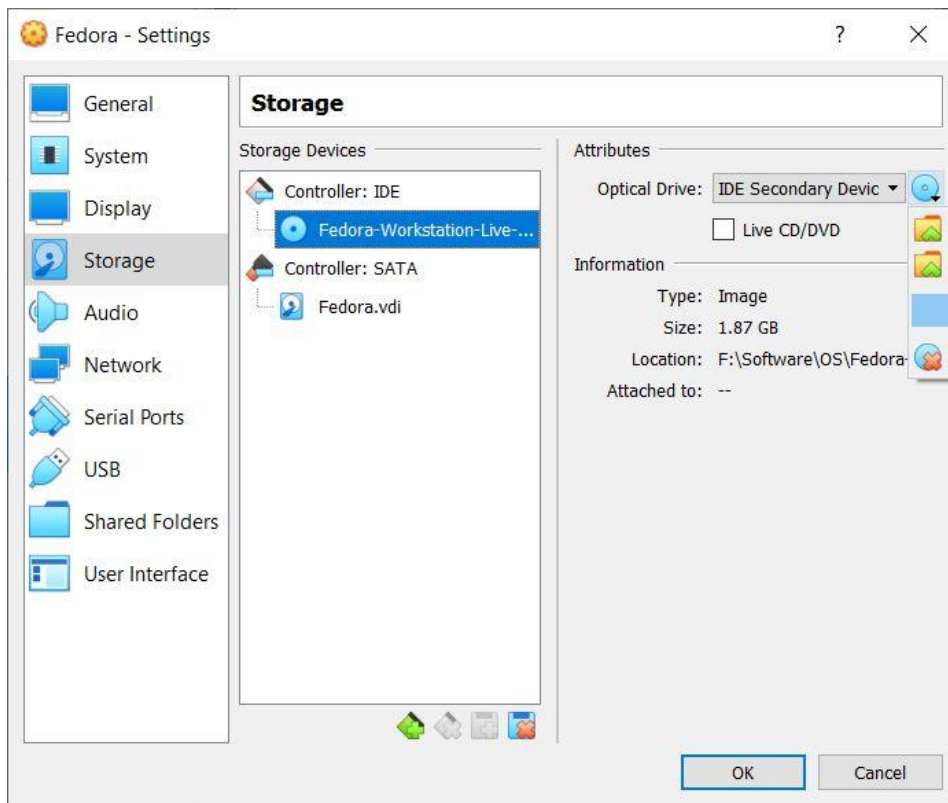 Fedora - Settings
?
General
System
Display
Storage
Audio
Network
Serial Ports
USB
Shared Folders
User Interface
Storage
Storage Devices
Controller: IDE
Fedora-Workstation-Live-...
Controller: SATA
Fedora.vdi
Attributes
Optical Drive: IDE Secondary Devic
Live CD/DVD
Information
Type: Image
Size: 1.87 GB
Location: F:\Software\OS\Fedora-
Attached to: --
OK
Cancel